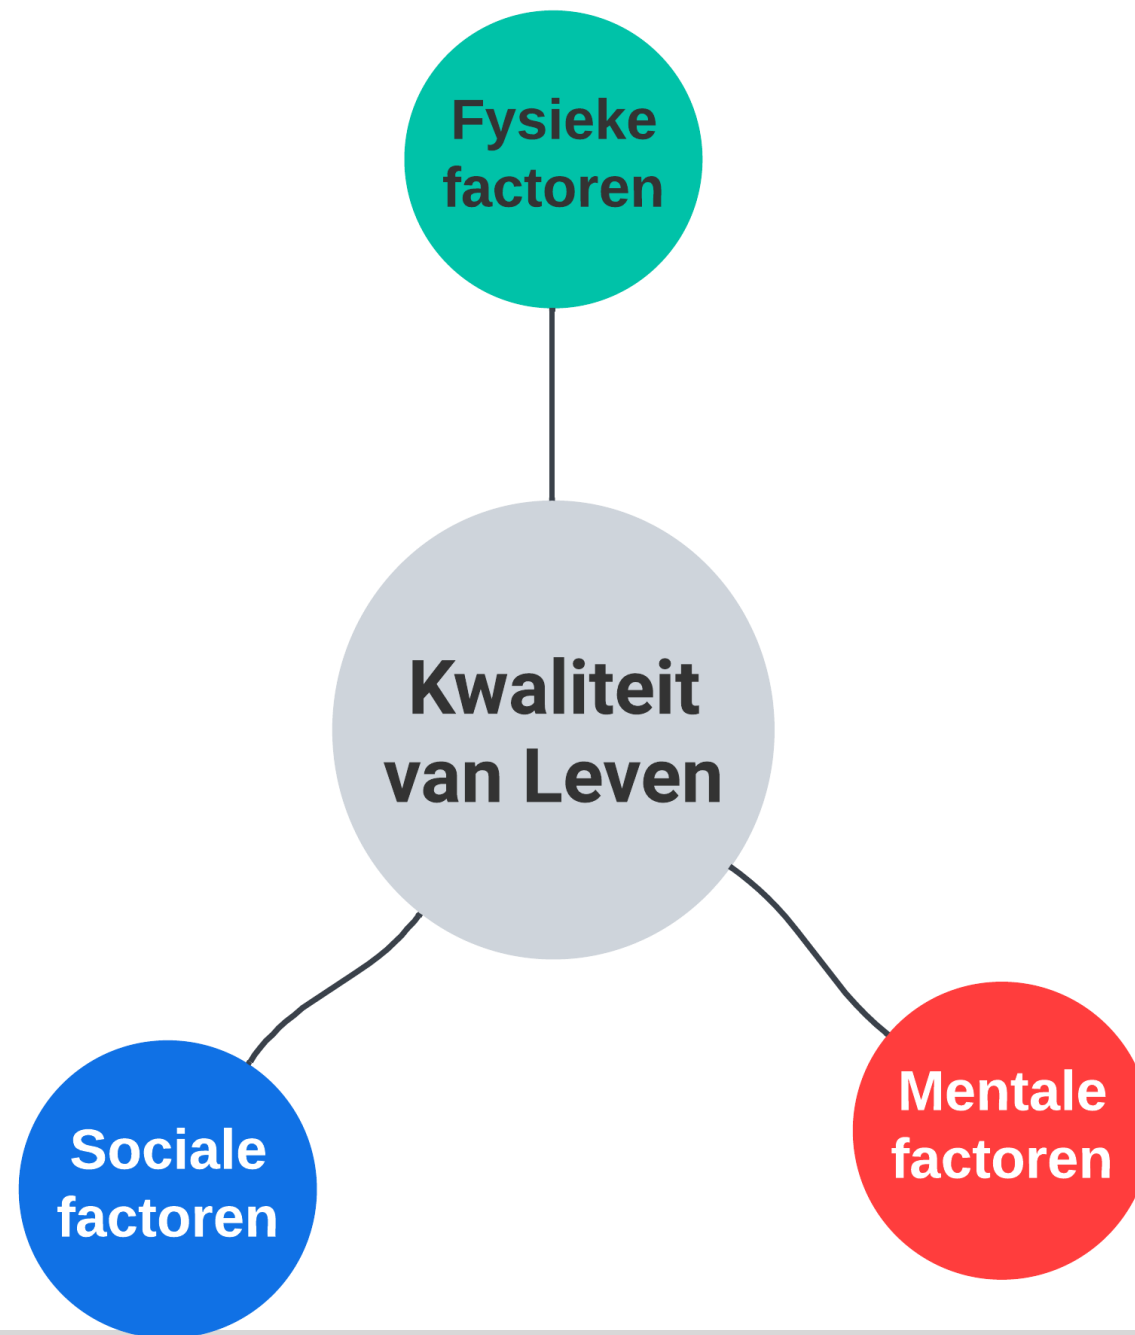 Fysieke
factoren
Kwaliteit
van Leven
Mentale
factoren
Sociale
factoren